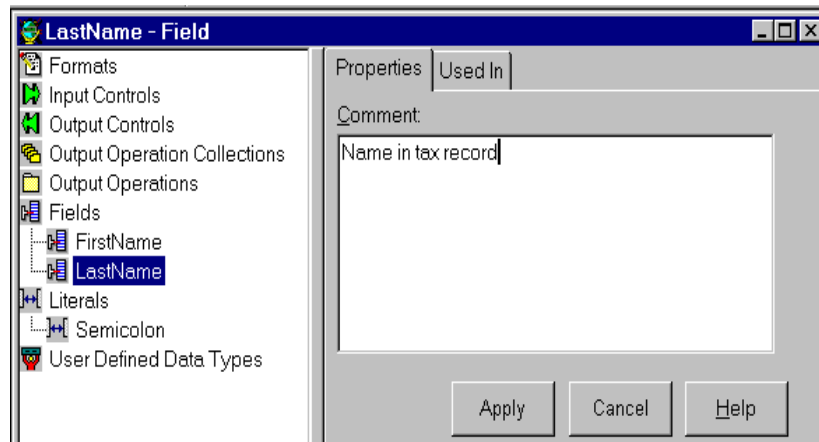 LastName - Field
Formats
Input Controls
Output Controls
Output Operation Collections
Output Operations
Fields
FirstName
LastName
Literals
Semicolon
User Defined Data Types
Properties
Used In
Comment:
Name in tax record
Apply
Cancel
Help